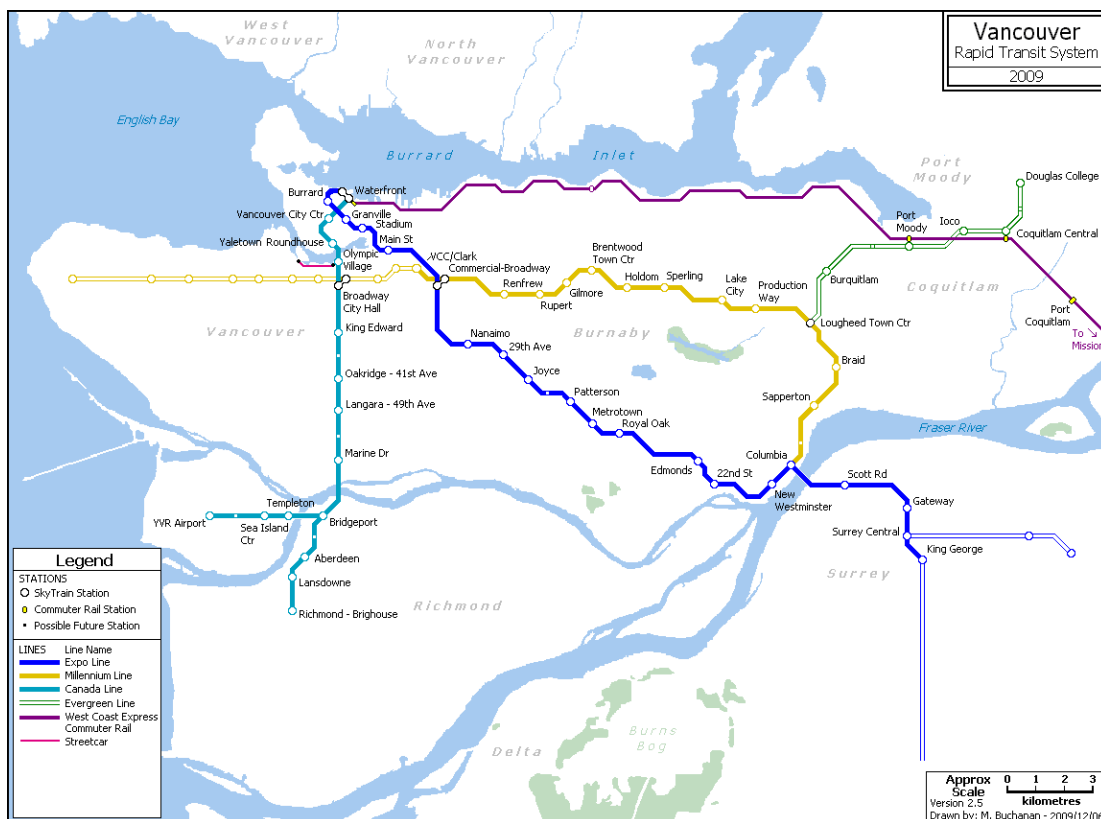 Vancouver
Rapid Transit System
2009
West
Vancouver
North
Vancouver
English Bay
Burrard
Inlet
Port
Moody
Douglas College
Burrard
Waterfront
Vancouver City Ctr
Granville
Stadium
Yaletown Roundhouse
Main St
Olympic
Village
Port
Moody
Ioco
Coquitlam Central
VCC/Clark
Commercial-Broadway
Brentwood
Town Ctr
Renfrew
Rupert
Gilmore
Holdom
Sperling
Lake
City
Production
Way
Burquitlam
Coquitlam
Broadway
City Hall
Port
Coquitlam
To
Mission
Vancouver
King Edward
Burnaby
Lougheed Town Ctr
Nanaimo
29th Ave
Braid
Joyce
Oakridge - 41st Ave
Patterson
Sapperton
Langara - 49th Ave
Metrotown
Royal Oak
Fraser River
Marine Dr
Columbia
Edmonds
22nd St
Scott Rd
New
Westminster
Templeton
YVR Airport
Sea Island
Ctr
Bridgeport
Gateway
Surrey Central
King George
Aberdeen
Surrey
Lansdowne
Richmond
Richmond - Brighouse
Legend
STATIONS
SkyTrain Station
Commuter Rail Station
Possible Future Station
LINES Line Name
Expo Line
Millennium Line
Canada Line
Evergreen Line
West Coast Express
Commuter Rail
Streetcar
Delta
Burns
Bog
Approx
Scale
0 1 2 3
kilometres
Version 2.5
Drawn by: M. Buchanan - 2009/12/06